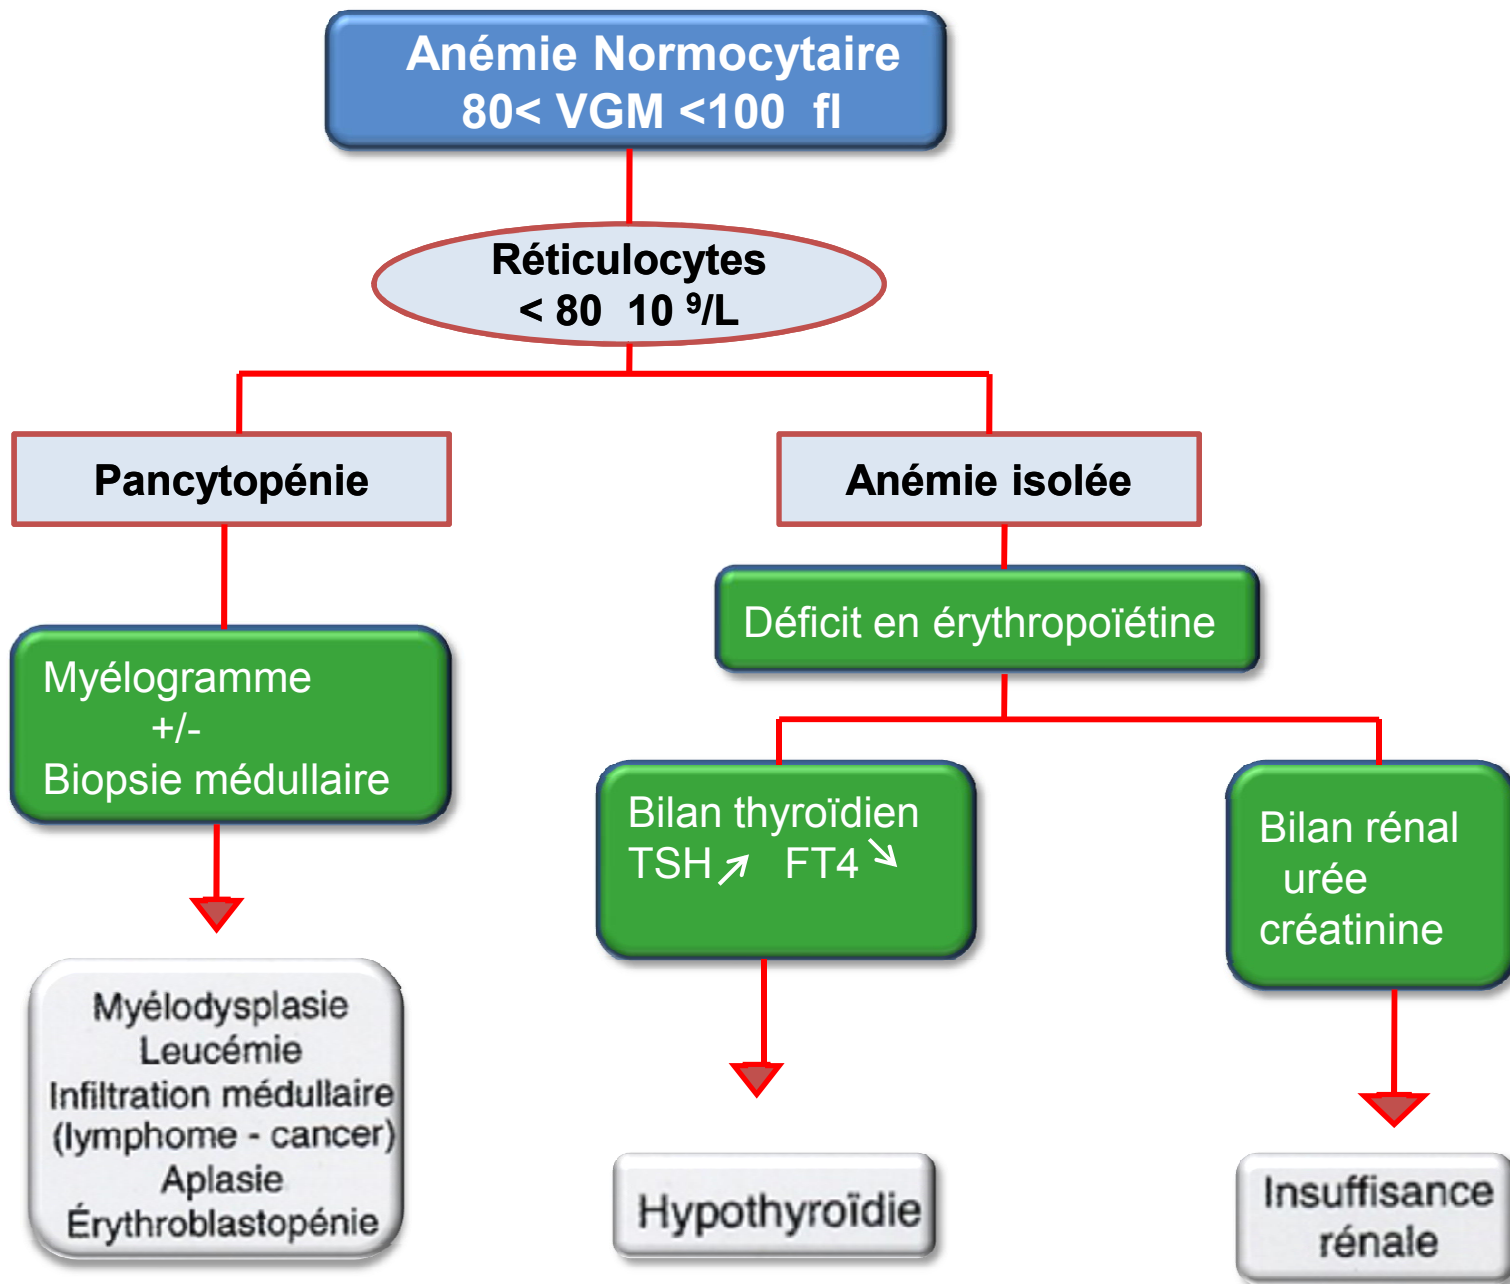 Anémie Normocytaire
80< VGM <100 fl
Réticulocytes
< 80 10 ⁹/L
Pancytopénie
Anémie isolée
Déficit en érythropoïétine
Myélogramme
+/-
Biopsie médullaire
Bilan thyroïdien
TSH ↗ FT4 ↘
Bilan rénal
urée
créatinine
Myélodysplasie
Leucémie
Infiltration médullaire
(lymphome - cancer)
Aplasie
Érythroblastopénie
Hypothyroïdie
Insuffisance
rénale